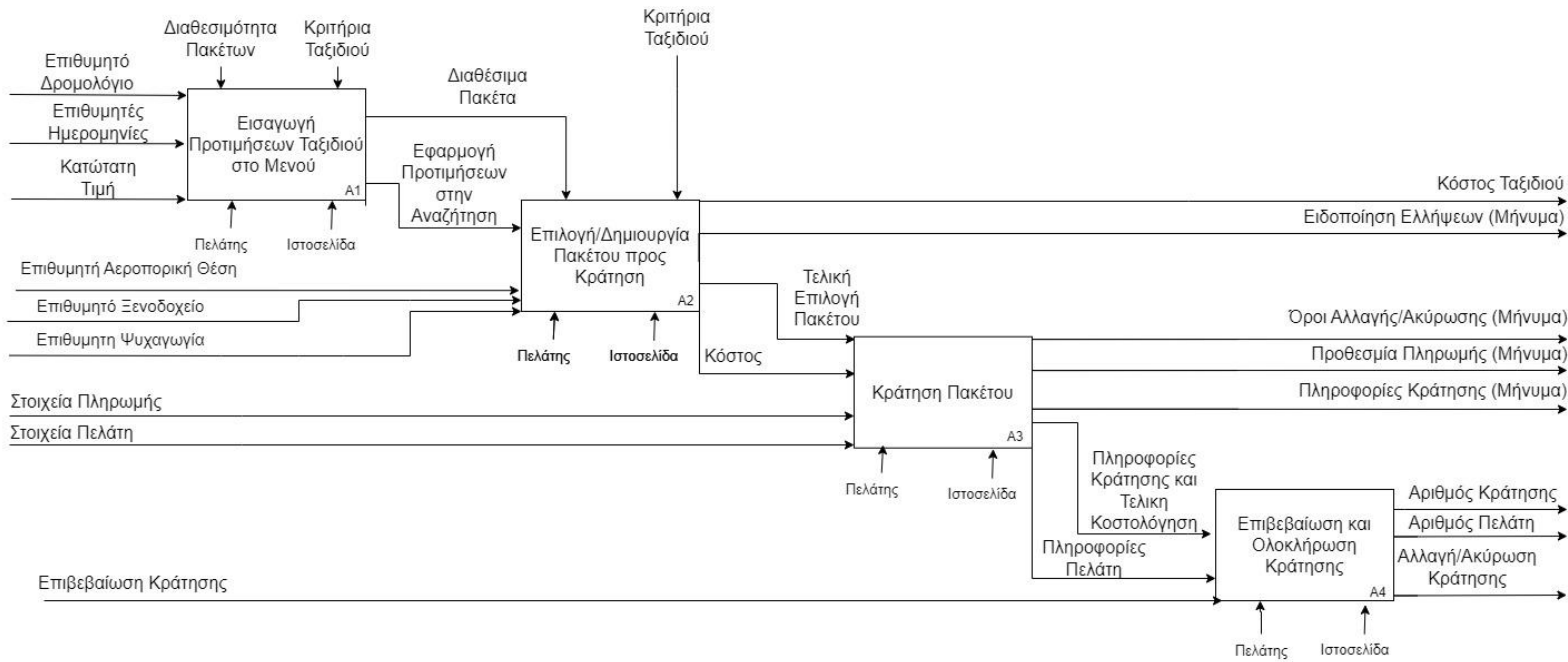 Διαθεσιμότητα
Πακέτων
Κριτήρια
Ταξιδιού
Κριτήρια
Ταξιδιού
Επιθυμητό
Δρομολόγιο
Επιθυμητές
Ημερομηνίες
Κατώτατη
Τιμή
Εισαγωγή
Προτιμήσεων Ταξιδιού
στο Μενού
A1
Πελάτης
Ιστοσελίδα
Διαθέσιμα
Πακέτα
Εφαρμογή
Προτιμήσεων
στην
Αναζήτηση
Επιθυμητή Αεροπορική Θέση
Επιθυμητό Ξενοδοχείο
Επιθυμητη Ψυχαγωγία
Επιλογή/Δημιουργία
Πακέτου προς
Κράτηση
A2
Πελάτης
Ιστοσελίδα
Κόστος Ταξιδιού
Ειδοποίηση Ελλήψεων (Μήνυμα)
Τελική
Επιλογή
Πακέτου
Κόστος
Στοιχεία Πληρωμής
Στοιχεία Πελάτη
Κράτηση Πακέτου
A3
Πελάτης
Ιστοσελίδα
Όροι Αλλαγής/Ακύρωσης (Μήνυμα)
Προθεσμία Πληρωμής (Μήνυμα)
Πληροφορίες Κράτησης (Μήνυμα)
Πληροφορίες
Κράτησης και
Τελικη
Κοστολόγηση
Πληροφορίες
Πελάτη
Επιβεβαίωση Κράτησης
Επιβεβαίωση και
Ολοκλήρωση
Κράτησης
A4
Πελάτης
Ιστοσελίδα
Αριθμός Κράτησης
Αριθμός Πελάτη
Αλλαγή/Ακύρωση
Κράτησης